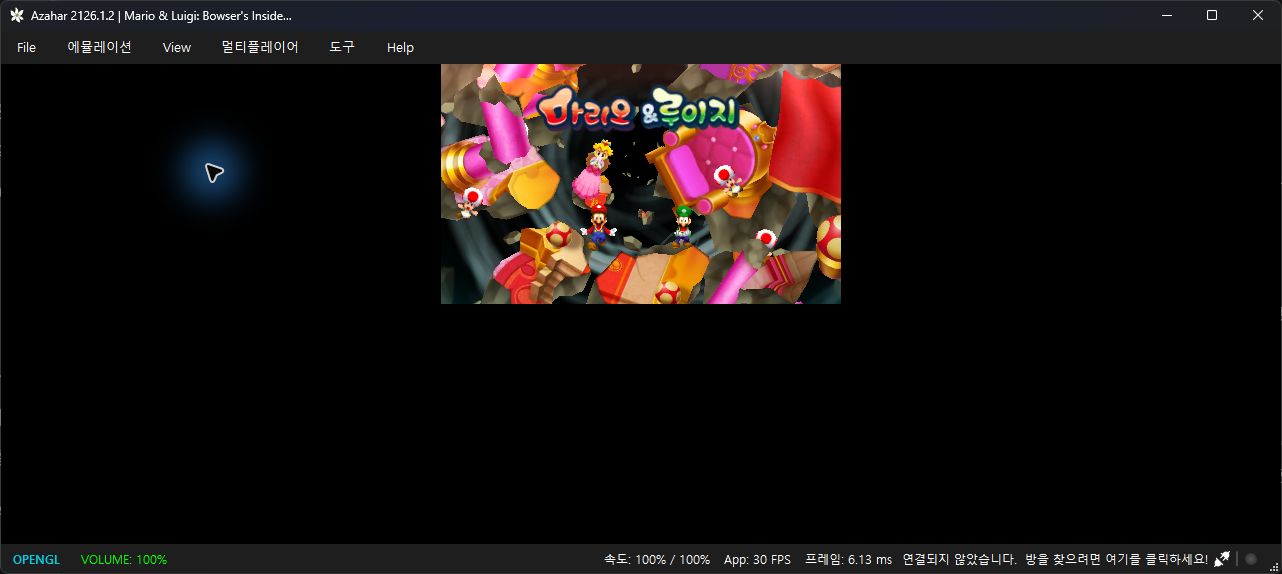 Azahar 2126.1.2 | Mario & Luigi: Bowser's Inside...
File 에뮬레이션 View 멀티플레이어 도구 Help
마리오&루이지
OPENGL VOLUME: 100% 속도: 100% / 100% App: 30 FPS 프레임: 6.13 ms 연결되지 않았습니다. 방을 찾으려면 여기를 클릭하세요!